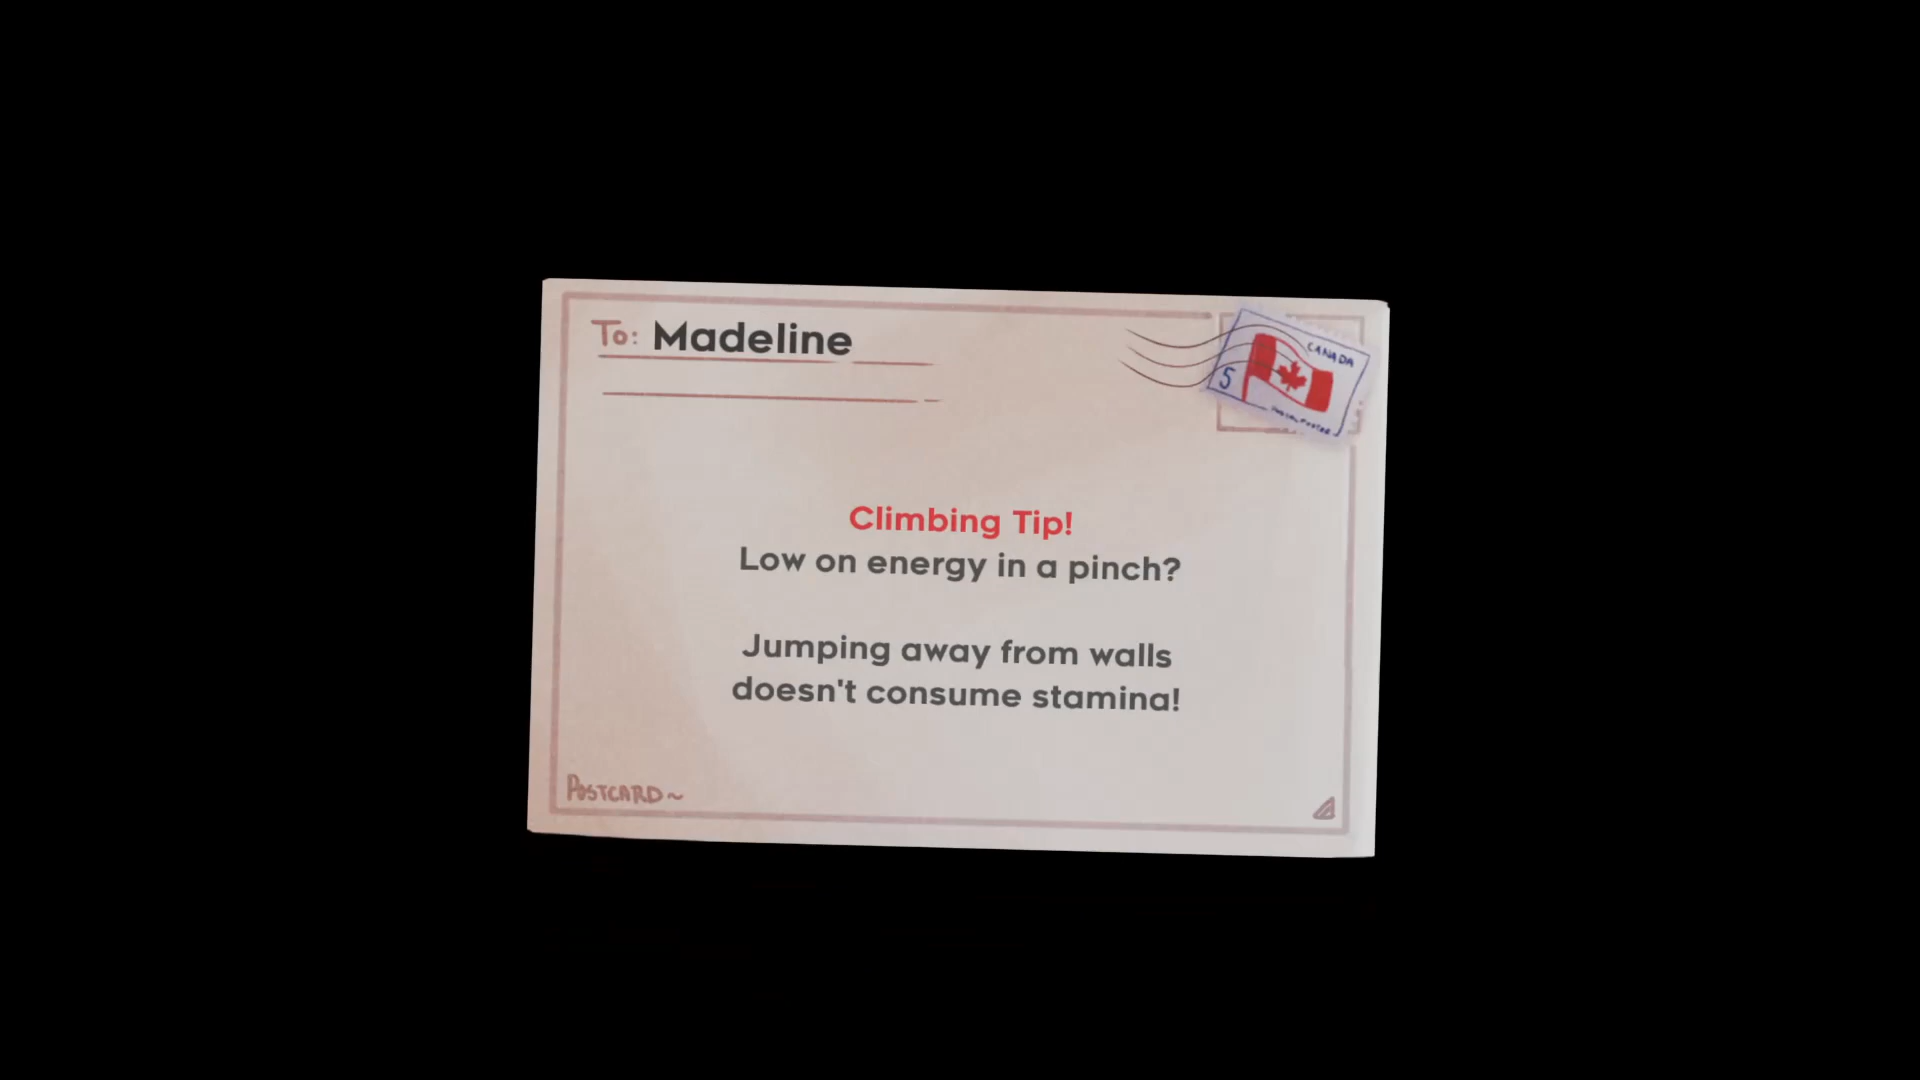 To: Madeline
CANADA
5
Climbing Tip!
Low on energy in a pinch?
Jumping away from walls
doesn't consume stamina!
POSTCARD~